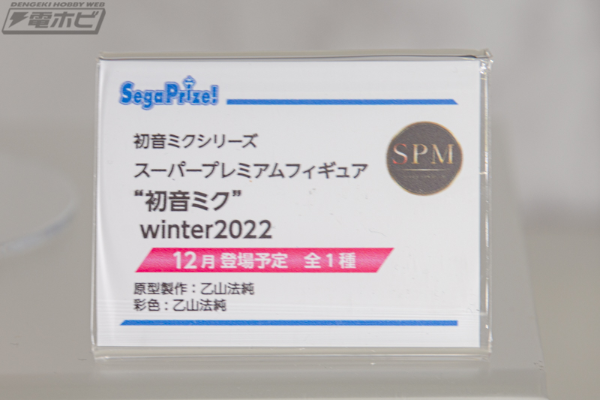 DENGEKI HOBBY WEB
電ホビ
SegaPrize!
初音ミクシリーズ
スーパープレミアムフィギュア
SPM
“初音ミク”
winter2022
12月登場予定 全1種
原型製作：乙山法純
彩色：乙山法純